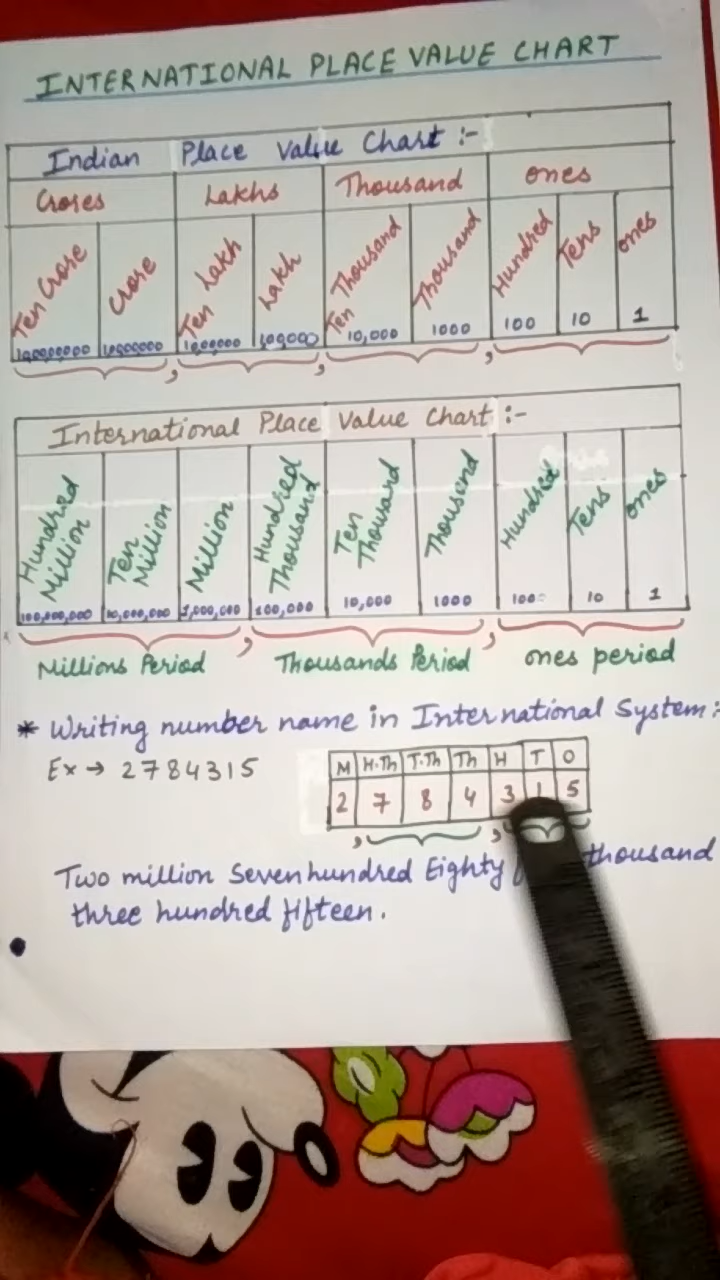 INTERNATIONAL PLACE VALUE CHART
Indian Place Value Chart :-
Crores Lakhs Thousand ones
Ten Crore Crore Ten Lakh Lakh Ten Thousand Thousand Hundred Tens ones
10,000 1000 100 10 1
, , ,
International Place Value Chart :-
Hundred Million Ten Million Million Hundred Thousand Ten Thousand Thousand Hundred Tens ones
100,000,000 10,000,000 1,000,000 100,000 10,000 1000 100 10 1
, ,
Millions Period Thousands Period ones period
* Writing number name in International System :-
Ex → 2784315
M H.Th T.Th Th H T O
2 7 8 4 3 1 5
, ,
Two million Seven hundred Eighty thousand
three hundred fifteen.